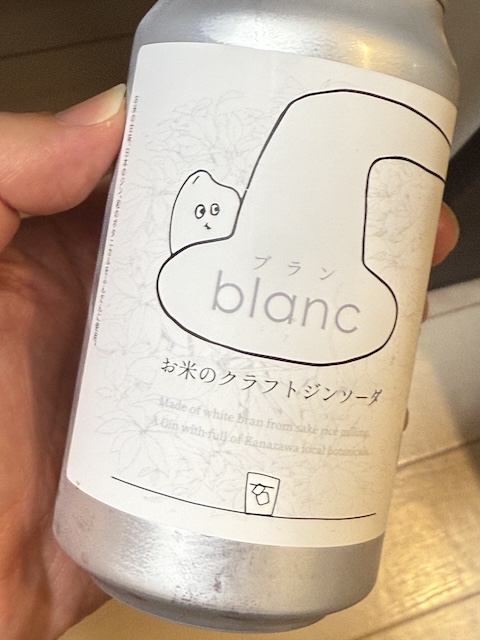 ブラン
blanc
お米のクラフトジンソーダ
Made of white bran from sake rice milling.
A Gin with full of Kanazawa local botanicals.